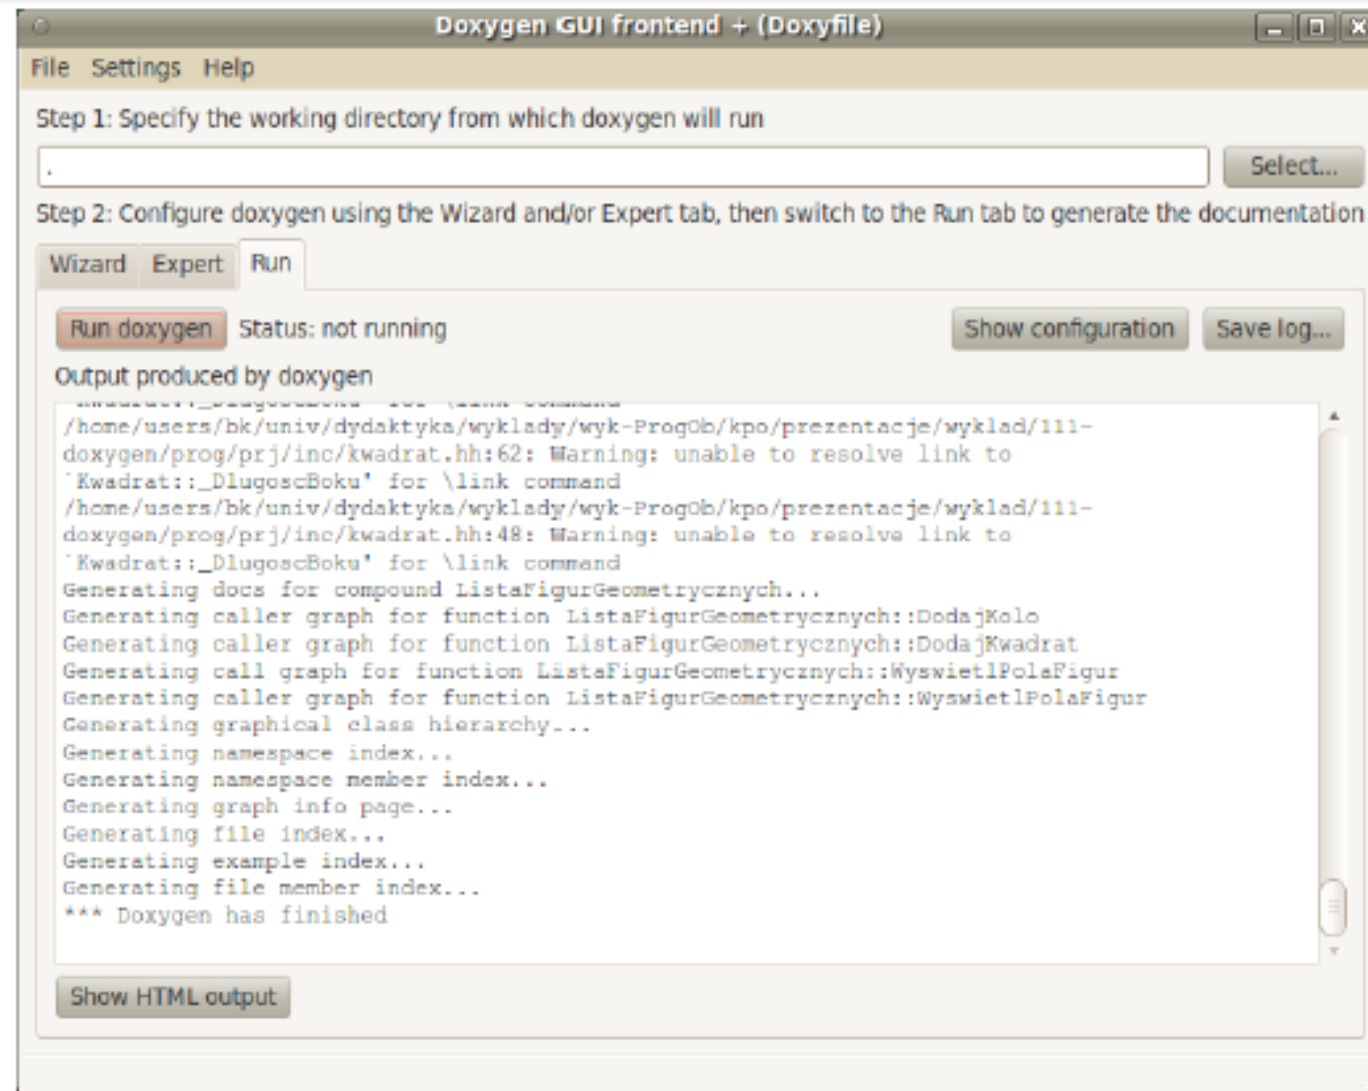 Doxygen GUI frontend + (Doxyfile)
File Settings Help
Step 1: Specify the working directory from which doxygen will run
.
Select...
Step 2: Configure doxygen using the Wizard and/or Expert tab, then switch to the Run tab to generate the documentation
Wizard Expert Run
Run doxygen Status: not running Show configuration Save log...
Output produced by doxygen
`Kwadrat::_DlugoscBoku' for \link command
/home/users/bk/univ/dydaktyka/wyklady/wyk-ProgOb/kpo/prezentacje/wyklad/111-
doxygen/prog/prj/inc/kwadrat.hh:62: Warning: unable to resolve link to
`Kwadrat::_DlugoscBoku' for \link command
/home/users/bk/univ/dydaktyka/wyklady/wyk-ProgOb/kpo/prezentacje/wyklad/111-
doxygen/prog/prj/inc/kwadrat.hh:48: Warning: unable to resolve link to
`Kwadrat::_DlugoscBoku' for \link command
Generating docs for compound ListaFigurGeometrycznych...
Generating caller graph for function ListaFigurGeometrycznych::DodajKolo
Generating caller graph for function ListaFigurGeometrycznych::DodajKwadrat
Generating call graph for function ListaFigurGeometrycznych::WyswietlPolaFigur
Generating caller graph for function ListaFigurGeometrycznych::WyswietlPolaFigur
Generating graphical class hierarchy...
Generating namespace index...
Generating namespace member index...
Generating graph info page...
Generating file index...
Generating example index...
Generating file member index...
*** Doxygen has finished
Show HTML output